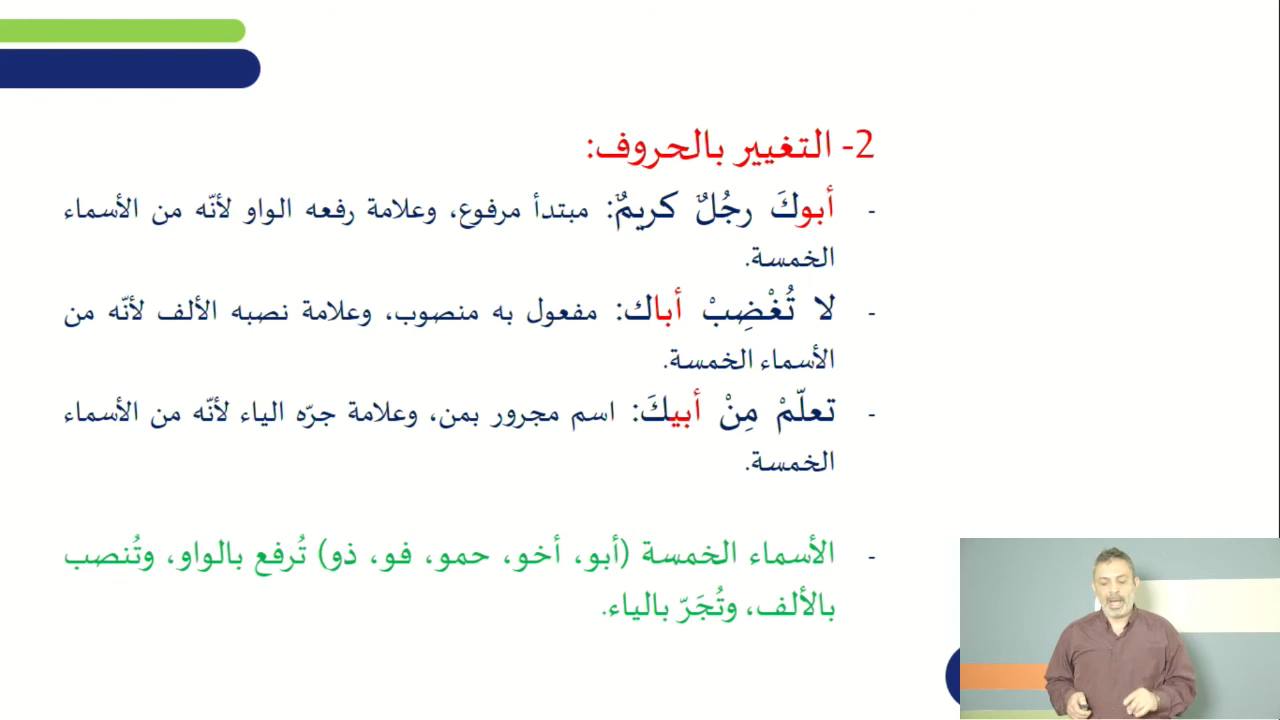 2- التغيير بالحروف:
- أبوكَ رجُلٌ كريمٌ: مبتدأ مرفوع، وعلامة رفعه الواو لأنّه من الأسماء
الخمسة.
- لا تُغْضِبْ أباك: مفعول به منصوب، وعلامة نصبه الألف لأنّه من
الأسماء الخمسة.
- تعلّمْ مِنْ أبيكَ: اسم مجرور بمن، وعلامة جرّه الياء لأنّه من الأسماء
الخمسة.
- الأسماء الخمسة (أبو، أخو، حمو، فو، ذو) تُرفع بالواو، وتُنصب
بالألف، وتُجَرّ بالياء.